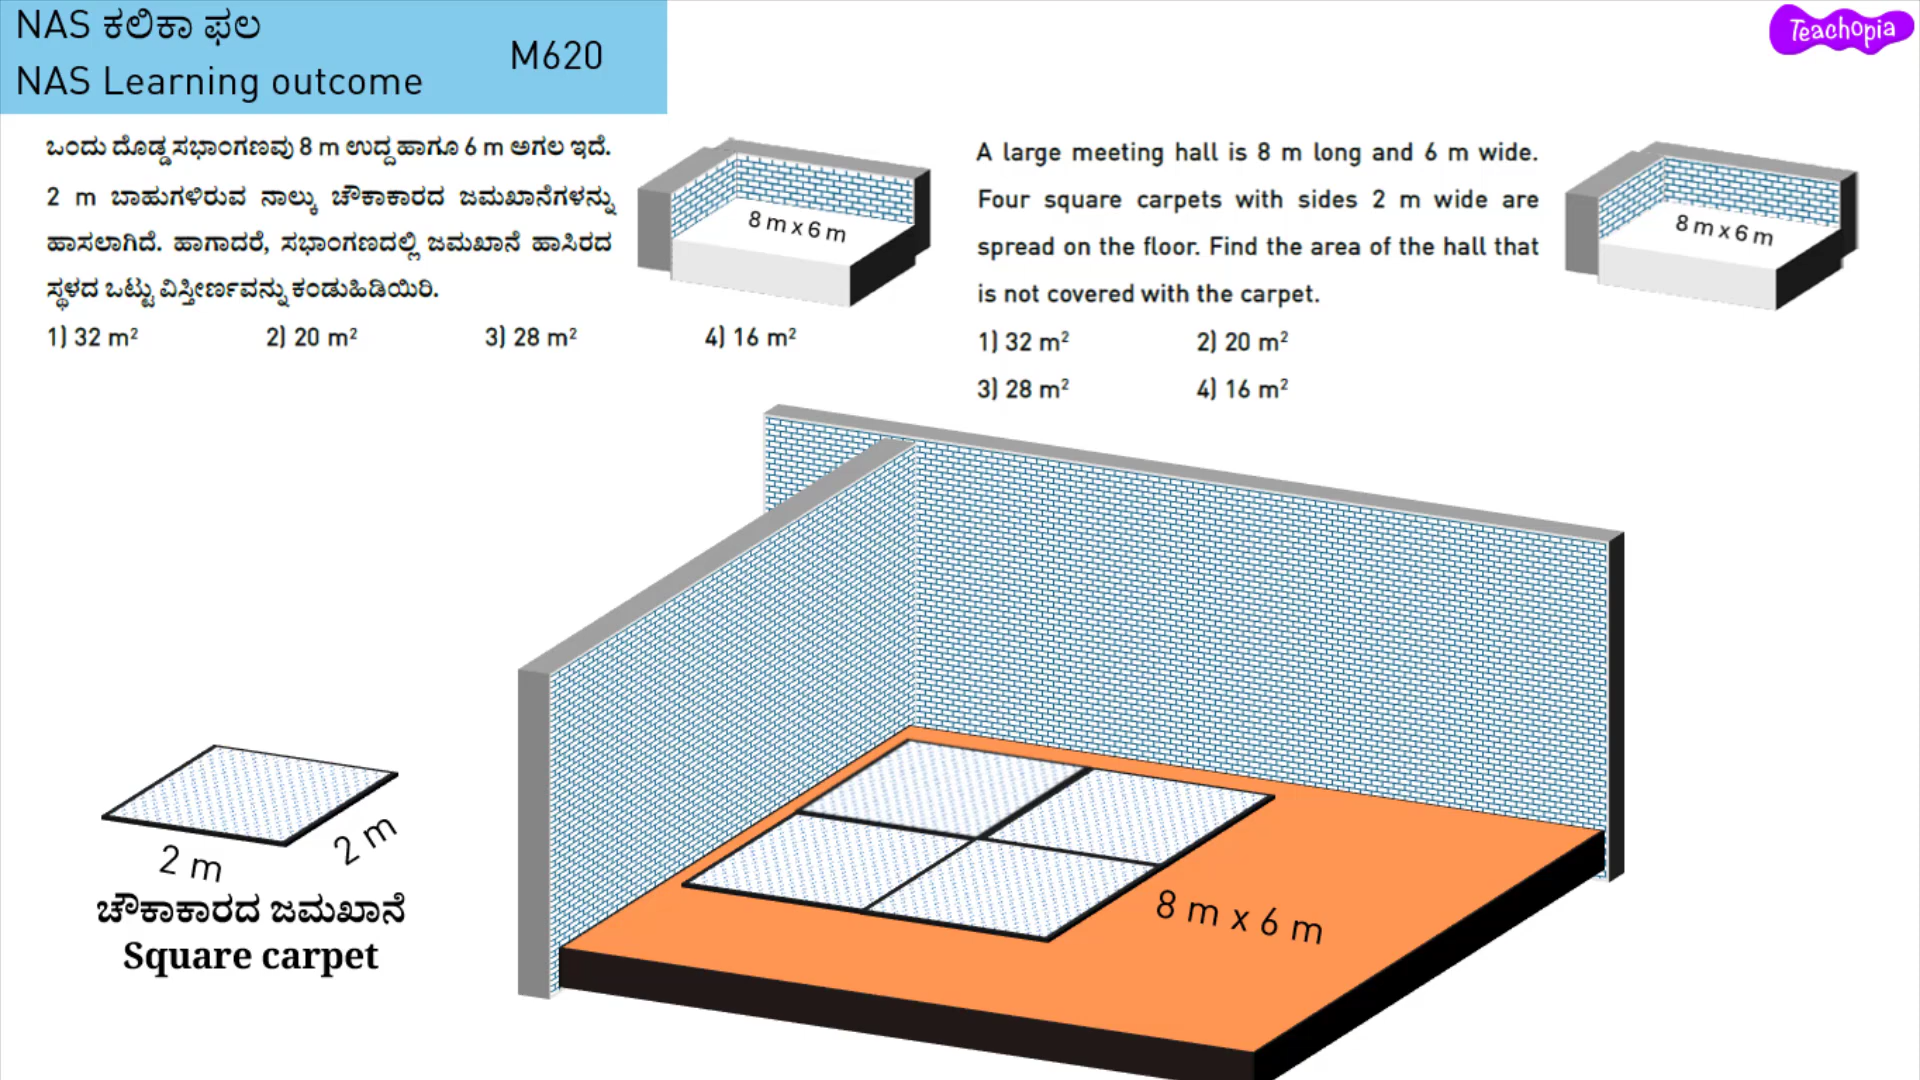 NAS ಕಲಿಕಾ ಫಲ
NAS Learning outcome
M620
Teachopia
ಒಂದು ದೊಡ್ಡ ಸಭಾಂಗಣವು 8 m ಉದ್ದ ಹಾಗೂ 6 m ಅಗಲ ಇದೆ.
2 m ಬಾಹುಗಳಿರುವ ನಾಲ್ಕು ಚೌಕಾಕಾರದ ಜಮಖಾನೆಗಳನ್ನು
ಹಾಸಲಾಗಿದೆ. ಹಾಗಾದರೆ, ಸಭಾಂಗಣದಲ್ಲಿ ಜಮಖಾನೆ ಹಾಸಿರದ
ಸ್ಥಳದ ಒಟ್ಟು ವಿಸ್ತೀರ್ಣವನ್ನು ಕಂಡುಹಿಡಿಯಿರಿ.
1) 32 m² 2) 20 m² 3) 28 m² 4) 16 m²
8 m x 6 m
A large meeting hall is 8 m long and 6 m wide.
Four square carpets with sides 2 m wide are
spread on the floor. Find the area of the hall that
is not covered with the carpet.
1) 32 m² 2) 20 m²
3) 28 m² 4) 16 m²
8 m x 6 m
2 m
2 m
ಚೌಕಾಕಾರದ ಜಮಖಾನೆ
Square carpet
8 m x 6 m